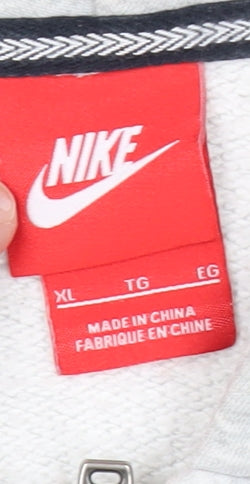 NIKE
XL TG EG
MADE IN CHINA
FABRIQUE EN CHINE